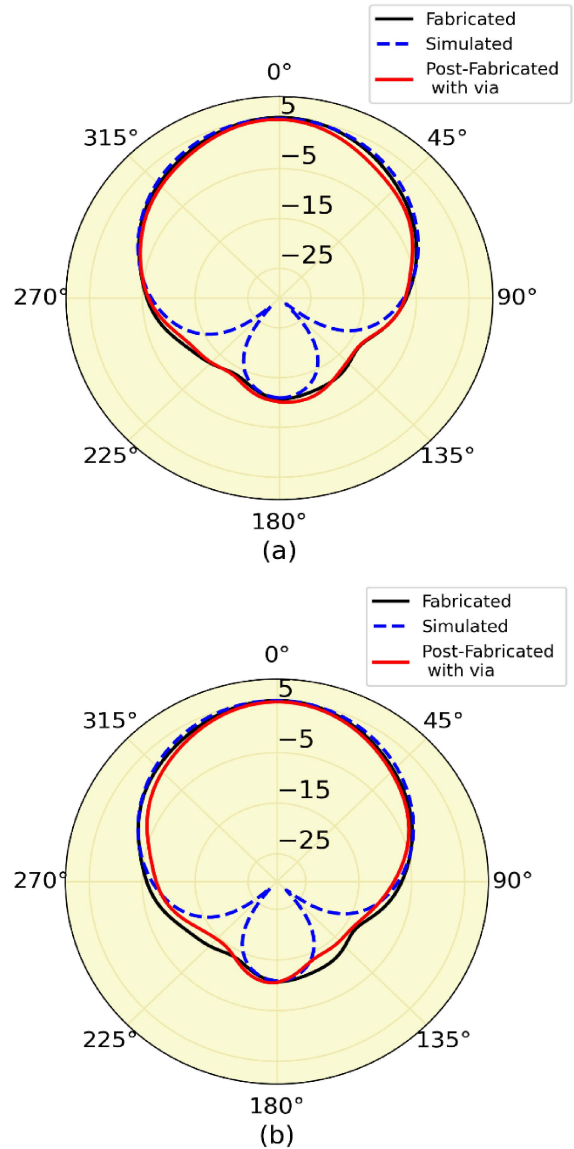 Fabricated
Simulated
Post-Fabricated
with via
0°
5
315°
45°
−5
−15
−25
270°
90°
225°
135°
180°
(a)
Fabricated
Simulated
Post-Fabricated
with via
0°
5
315°
45°
−5
−15
−25
270°
90°
225°
135°
180°
(b)